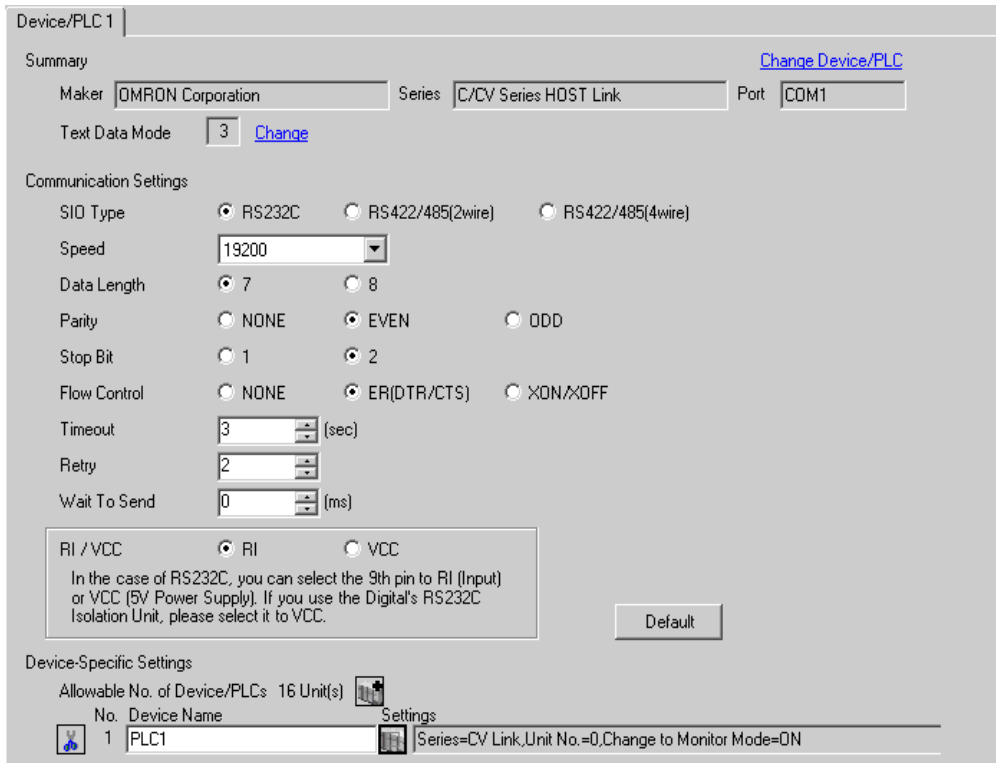 Device/PLC 1
Summary
Change Device/PLC
Maker OMRON Corporation Series C/CV Series HOST Link Port COM1
Text Data Mode 3 Change
Communication Settings
SIO Type RS232C RS422/485(2wire) RS422/485(4wire)
Speed 19200
Data Length 7 8
Parity NONE EVEN ODD
Stop Bit 1 2
Flow Control NONE ER(DTR/CTS) XON/XOFF
Timeout 3 (sec)
Retry 2
Wait To Send 0 (ms)
RI / VCC RI VCC
In the case of RS232C, you can select the 9th pin to RI (Input)
or VCC (5V Power Supply). If you use the Digital's RS232C
Isolation Unit, please select it to VCC.
Default
Device-Specific Settings
Allowable No. of Device/PLCs 16 Unit(s)
No. Device Name Settings
1 PLC1 Series=CV Link,Unit No.=0,Change to Monitor Mode=ON